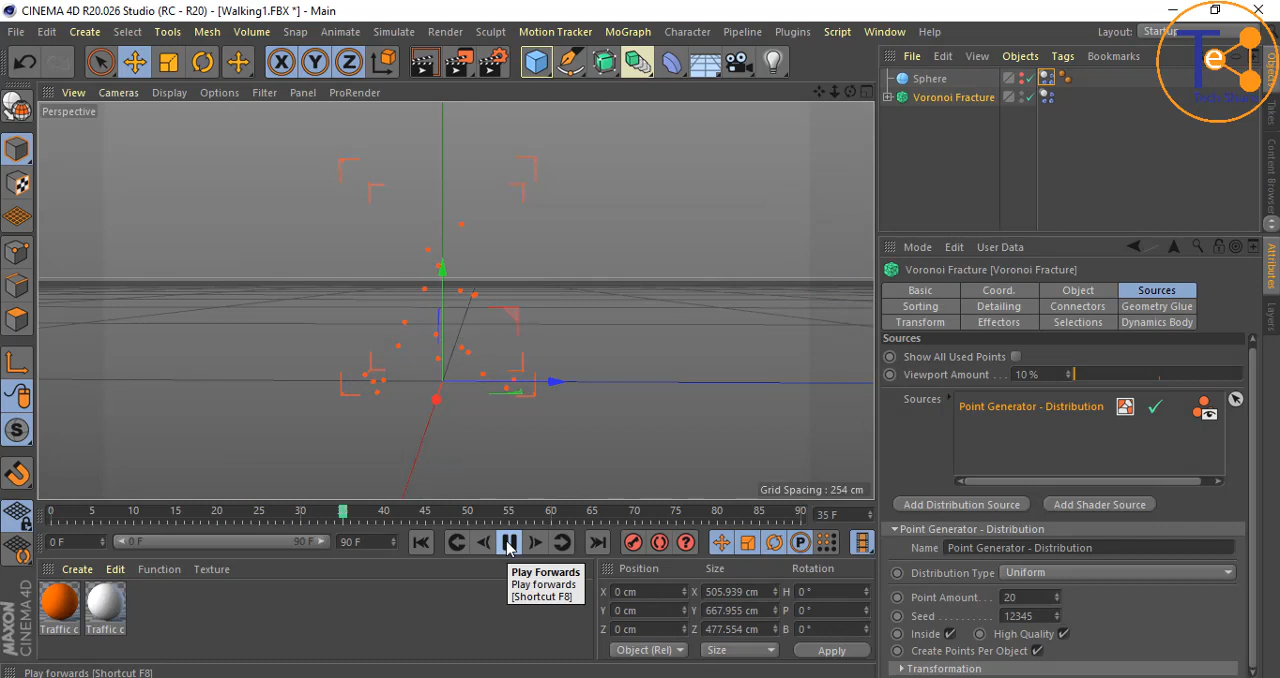 CINEMA 4D R20.026 Studio (RC - R20) - [Walking1.FBX *] - Main
File Edit Create Select Tools Mesh Volume Snap Animate Simulate Render Sculpt Motion Tracker MoGraph Character Pipeline Plugins Script Window Help Layout: Startup
X Y Z
File Edit View Objects Tags Bookmarks
Sphere
Voronoi Fracture
View Cameras Display Options Filter Panel ProRender
Perspective
Grid Spacing : 254 cm
Objects
Takes
Content Browser
Attributes
Layers
Mode Edit User Data
Voronoi Fracture [Voronoi Fracture]
Basic Coord. Object Sources
Sorting Detailing Connectors Geometry Glue
Transform Effectors Selections Dynamics Body
Sources
Show All Used Points
Viewport Amount . . . 10 %
Sources
Point Generator - Distribution
Add Distribution Source Add Shader Source
Point Generator - Distribution
Name Point Generator - Distribution
Distribution Type Uniform
Point Amount. . . 20
Seed . . . . . . . . . 12345
Inside High Quality
Create Points Per Object
Transformation
0 5 10 15 20 25 30 40 45 50 55 60 65 70 75 80 85 90 35 F
0 F 0 F 90 F 90 F
P
Play Forwards
Play forwards
[Shortcut F8]
Create Edit Function Texture
Traffic c Traffic c
MAXON
CINEMA 4D
Position Size Rotation
X 0 cm X 505.939 cm H 0 °
Y 0 cm Y 667.955 cm P 0 °
Z 0 cm Z 477.554 cm B 0 °
Object (Rel) Size Apply
Play forwards [Shortcut F8]